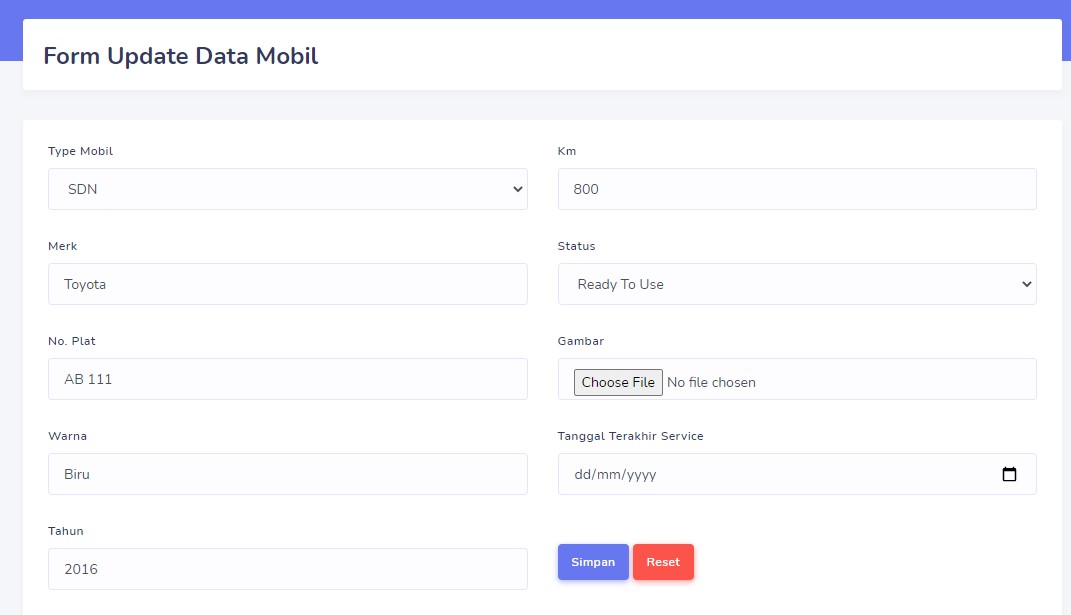 Form Update Data Mobil
Type Mobil
SDN
Merk
Toyota
No. Plat
AB 111
Warna
Biru
Tahun
2016
Km
800
Status
Ready To Use
Gambar
Choose File No file chosen
Tanggal Terakhir Service
dd/mm/yyyy
Simpan Reset